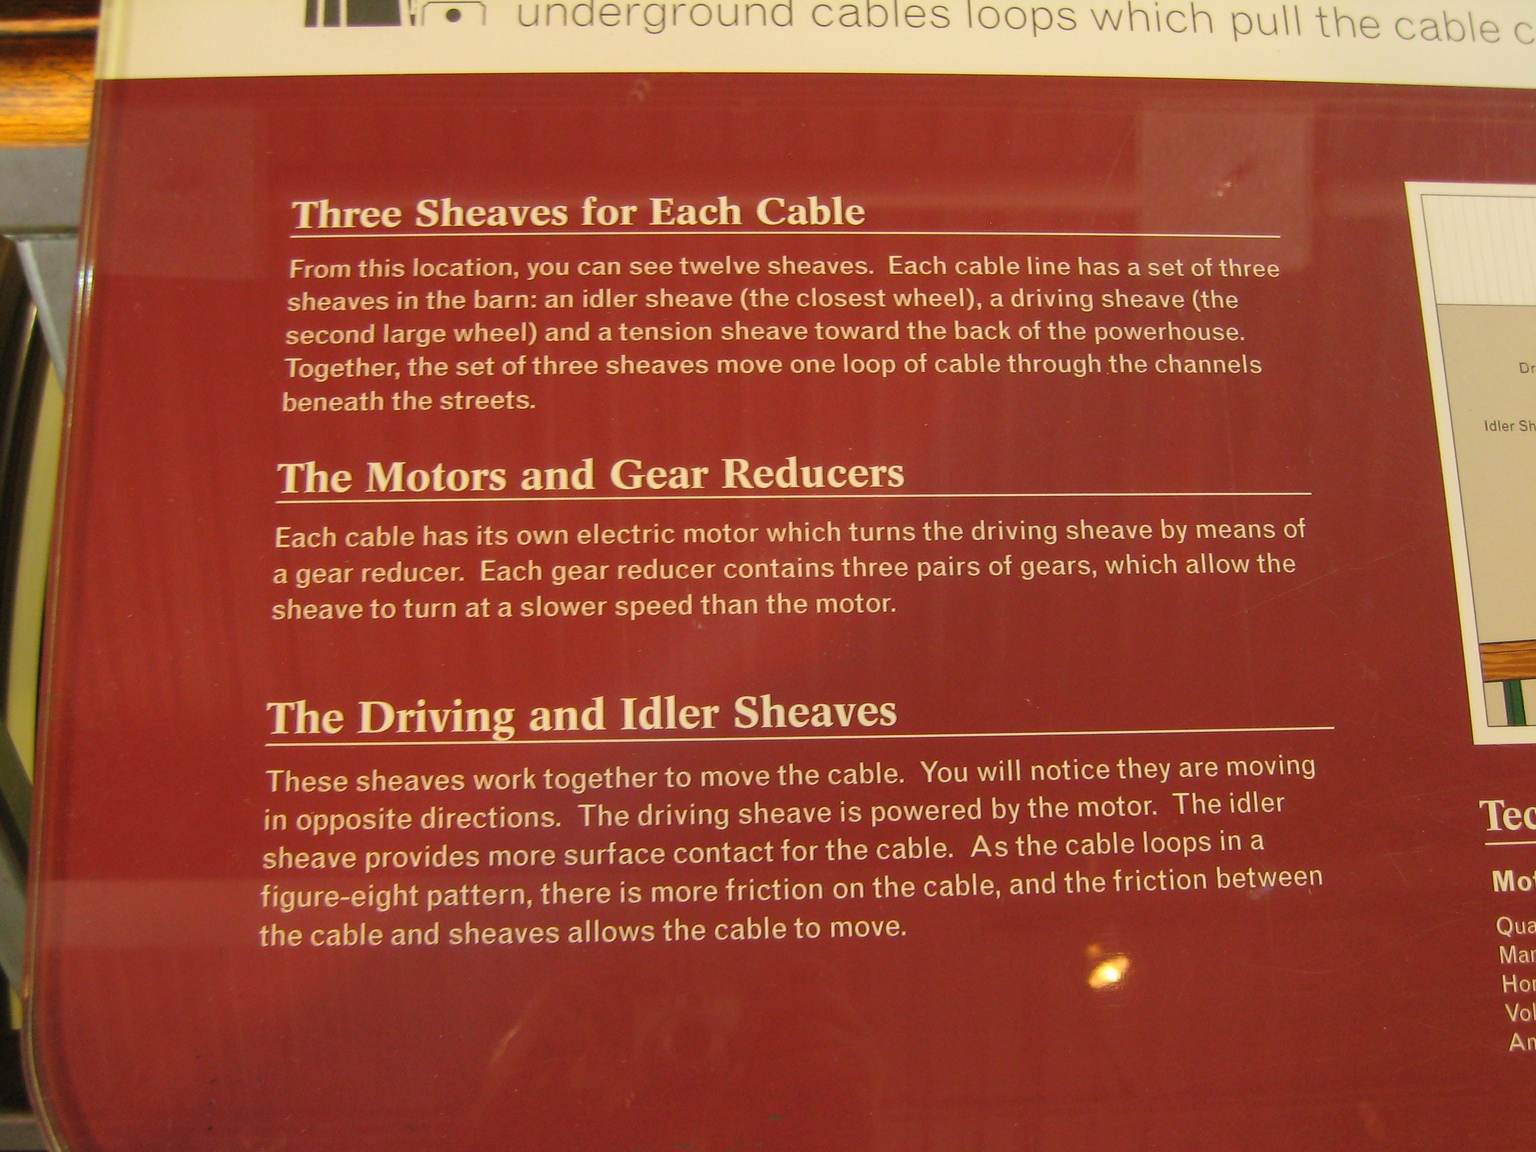 underground cables loops which pull the cable
Three Sheaves for Each Cable
From this location, you can see twelve sheaves. Each cable line has a set of three
sheaves in the barn: an idler sheave (the closest wheel), a driving sheave (the
second large wheel) and a tension sheave toward the back of the powerhouse.
Together, the set of three sheaves move one loop of cable through the channels
beneath the streets.
The Motors and Gear Reducers
Each cable has its own electric motor which turns the driving sheave by means of
a gear reducer. Each gear reducer contains three pairs of gears, which allow the
sheave to turn at a slower speed than the motor.
The Driving and Idler Sheaves
These sheaves work together to move the cable. You will notice they are moving
in opposite directions. The driving sheave is powered by the motor. The idler
sheave provides more surface contact for the cable. As the cable loops in a
figure-eight pattern, there is more friction on the cable, and the friction between
the cable and sheaves allows the cable to move.
Idler